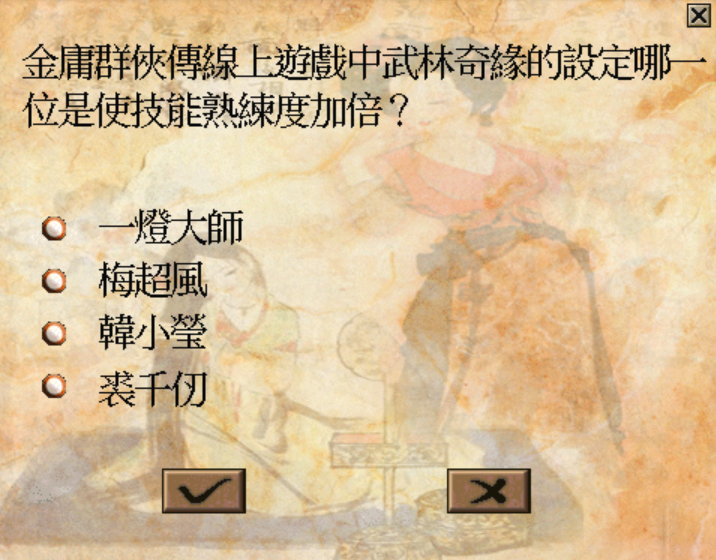 金庸群俠傳線上遊戲中武林奇緣的設定哪一
位是使技能熟練度加倍？
一燈大師
梅超風
韓小瑩
裘千仞